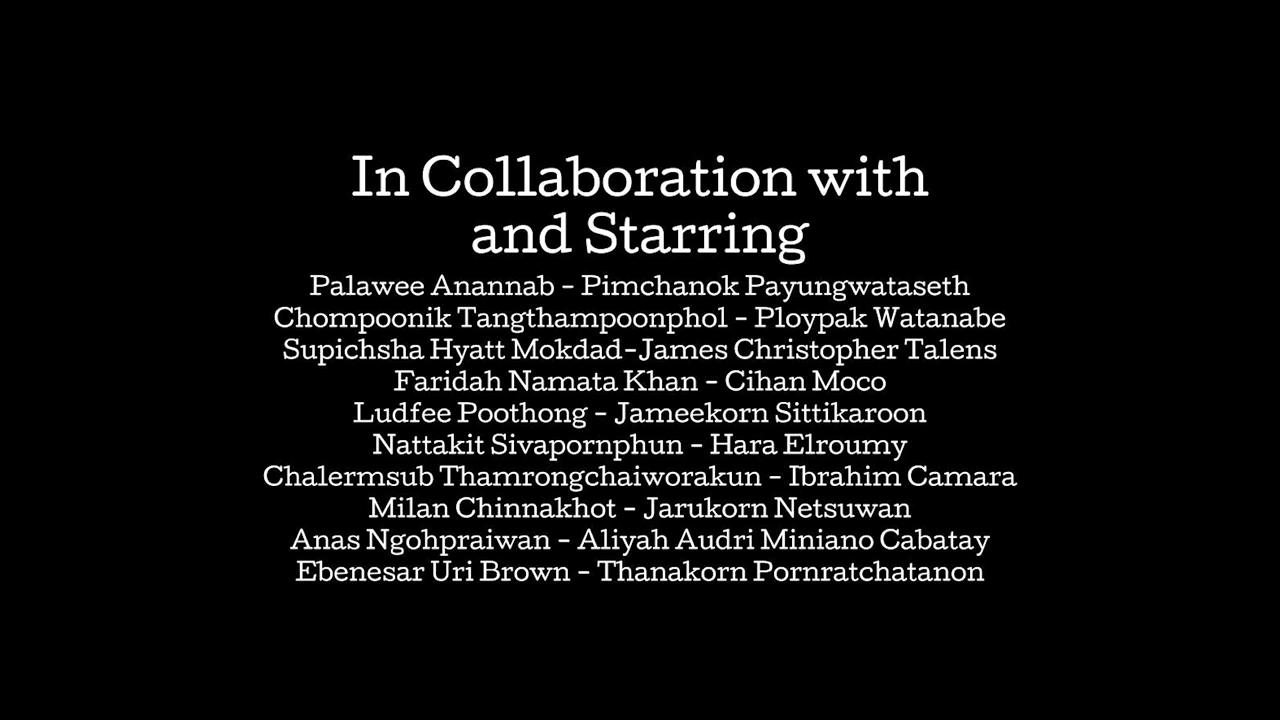 In Collaboration with
and Starring
Palawee Anannab - Pimchanok Payungwataseth
Chompoonik Tangthampoonphol - Ploypak Watanabe
Supichsha Hyatt Mokdad-James Christopher Talens
Faridah Namata Khan - Cihan Moco
Ludfee Poothong - Jameekorn Sittikaroon
Nattakit Sivapornphun - Hara Elroumy
Chalermsub Thamrongchaiworakun - Ibrahim Camara
Milan Chinnakhot - Jarukorn Netsuwan
Anas Ngohpraiwan - Aliyah Audri Miniano Cabatay
Ebenesar Uri Brown - Thanakorn Pornratchatanon